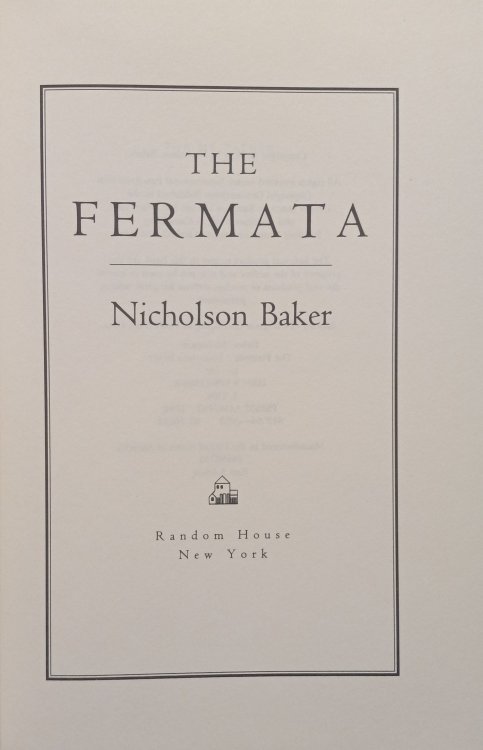 THE
FERMATA
Nicholson Baker
Random House
New York